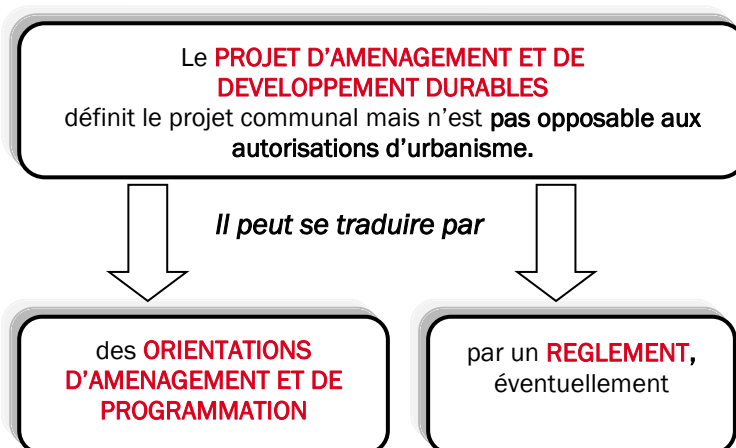 Le PROJET D’AMENAGEMENT ET DE
DEVELOPPEMENT DURABLES
définit le projet communal mais n’est pas opposable aux
autorisations d’urbanisme.
Il peut se traduire par
des ORIENTATIONS
D’AMENAGEMENT ET DE
PROGRAMMATION
par un REGLEMENT,
éventuellement